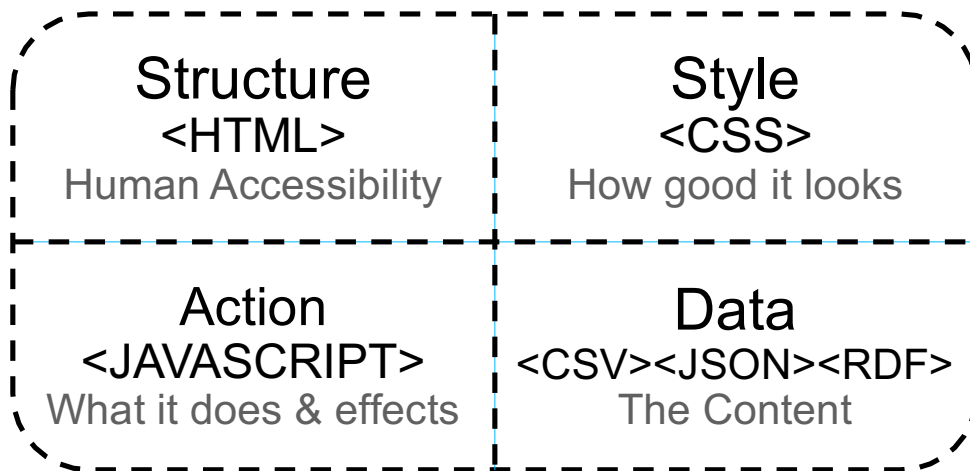 Structure
<HTML>
Human Accessibility
Style
<CSS>
How good it looks
Action
<JAVASCRIPT>
What it does & effects
Data
<CSV><JSON><RDF>
The Content